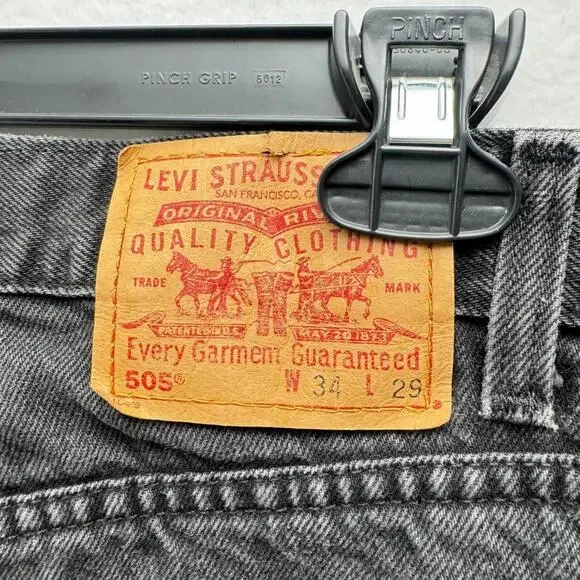 PINCH
PINCH GRIP 6012
LEVI STRAUSS
SAN FRANCISCO, CA
ORIGINAL RIV
QUALITY CLOTHING
TRADE MARK
PATENTED IN U.S. MAY 20 1873
Every Garment Guaranteed
505® W 34 L 29